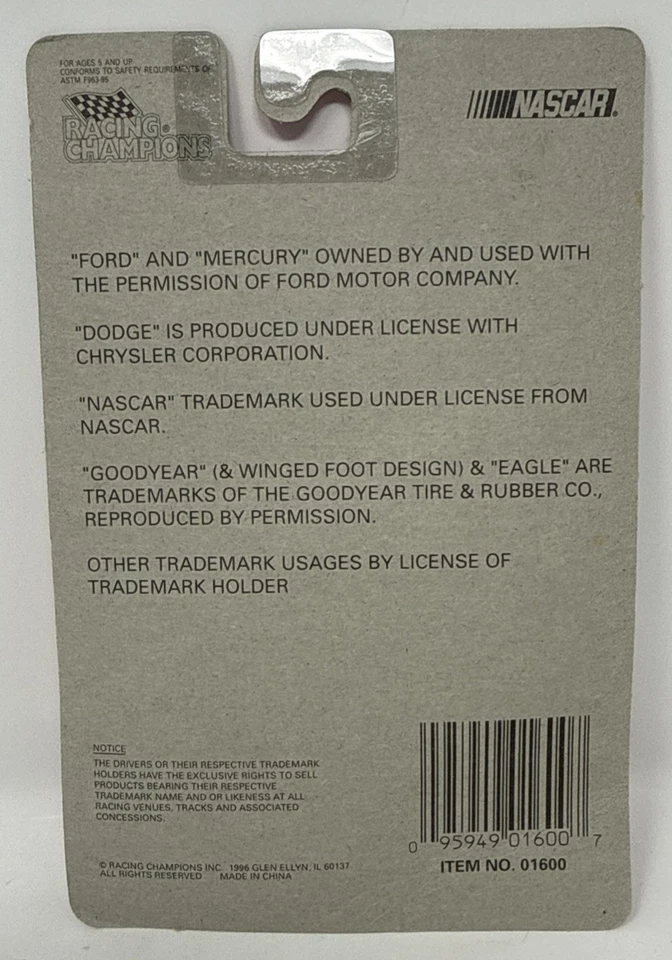 FOR AGES 5 AND UP
CONFORMS TO SAFETY REQUIREMENTS OF
ASTM F963-95
RACING®
CHAMPIONS
NASCAR®
"FORD" AND "MERCURY" OWNED BY AND USED WITH
THE PERMISSION OF FORD MOTOR COMPANY.
"DODGE" IS PRODUCED UNDER LICENSE WITH
CHRYSLER CORPORATION.
"NASCAR" TRADEMARK USED UNDER LICENSE FROM
NASCAR.
"GOODYEAR" (& WINGED FOOT DESIGN) & "EAGLE" ARE
TRADEMARKS OF THE GOODYEAR TIRE & RUBBER CO.,
REPRODUCED BY PERMISSION.
OTHER TRADEMARK USAGES BY LICENSE OF
TRADEMARK HOLDER
NOTICE
THE DRIVERS OR THEIR RESPECTIVE TRADEMARK
HOLDERS HAVE THE EXCLUSIVE RIGHTS TO SELL
PRODUCTS BEARING THEIR RESPECTIVE
TRADEMARK NAME AND OR LIKENESS AT ALL
RACING VENUES, TRACKS AND ASSOCIATED
CONCESSIONS.
© RACING CHAMPIONS INC. 1996 GLEN ELLYN, IL 60137
ALL RIGHTS RESERVED MADE IN CHINA
0 95949 01600 7
ITEM NO. 01600